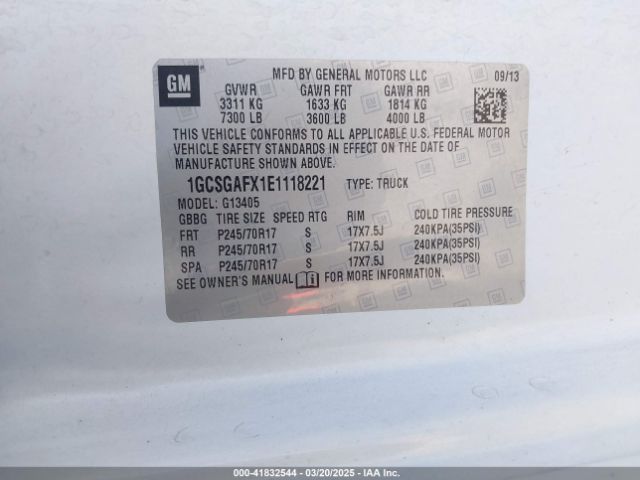 GM
MFD BY GENERAL MOTORS LLC 09/13
GVWR GAWR FRT GAWR RR
3311 KG 1633 KG 1814 KG
7300 LB 3600 LB 4000 LB
THIS VEHICLE CONFORMS TO ALL APPLICABLE U.S. FEDERAL MOTOR
VEHICLE SAFETY STANDARDS IN EFFECT ON THE DATE OF
MANUFACTURE SHOWN ABOVE.
1GCSGAFX1E1118221 TYPE: TRUCK
MODEL: G13405
GBBG TIRE SIZE SPEED RTG RIM COLD TIRE PRESSURE
FRT P245/70R17 S 17X7.5J 240KPA(35PSI)
RR P245/70R17 S 17X7.5J 240KPA(35PSI)
SPA P245/70R17 S 17X7.5J 240KPA(35PSI)
SEE OWNER'S MANUAL FOR MORE INFORMATION.
000-41832544 / 03/20/2025 - IAA Inc.